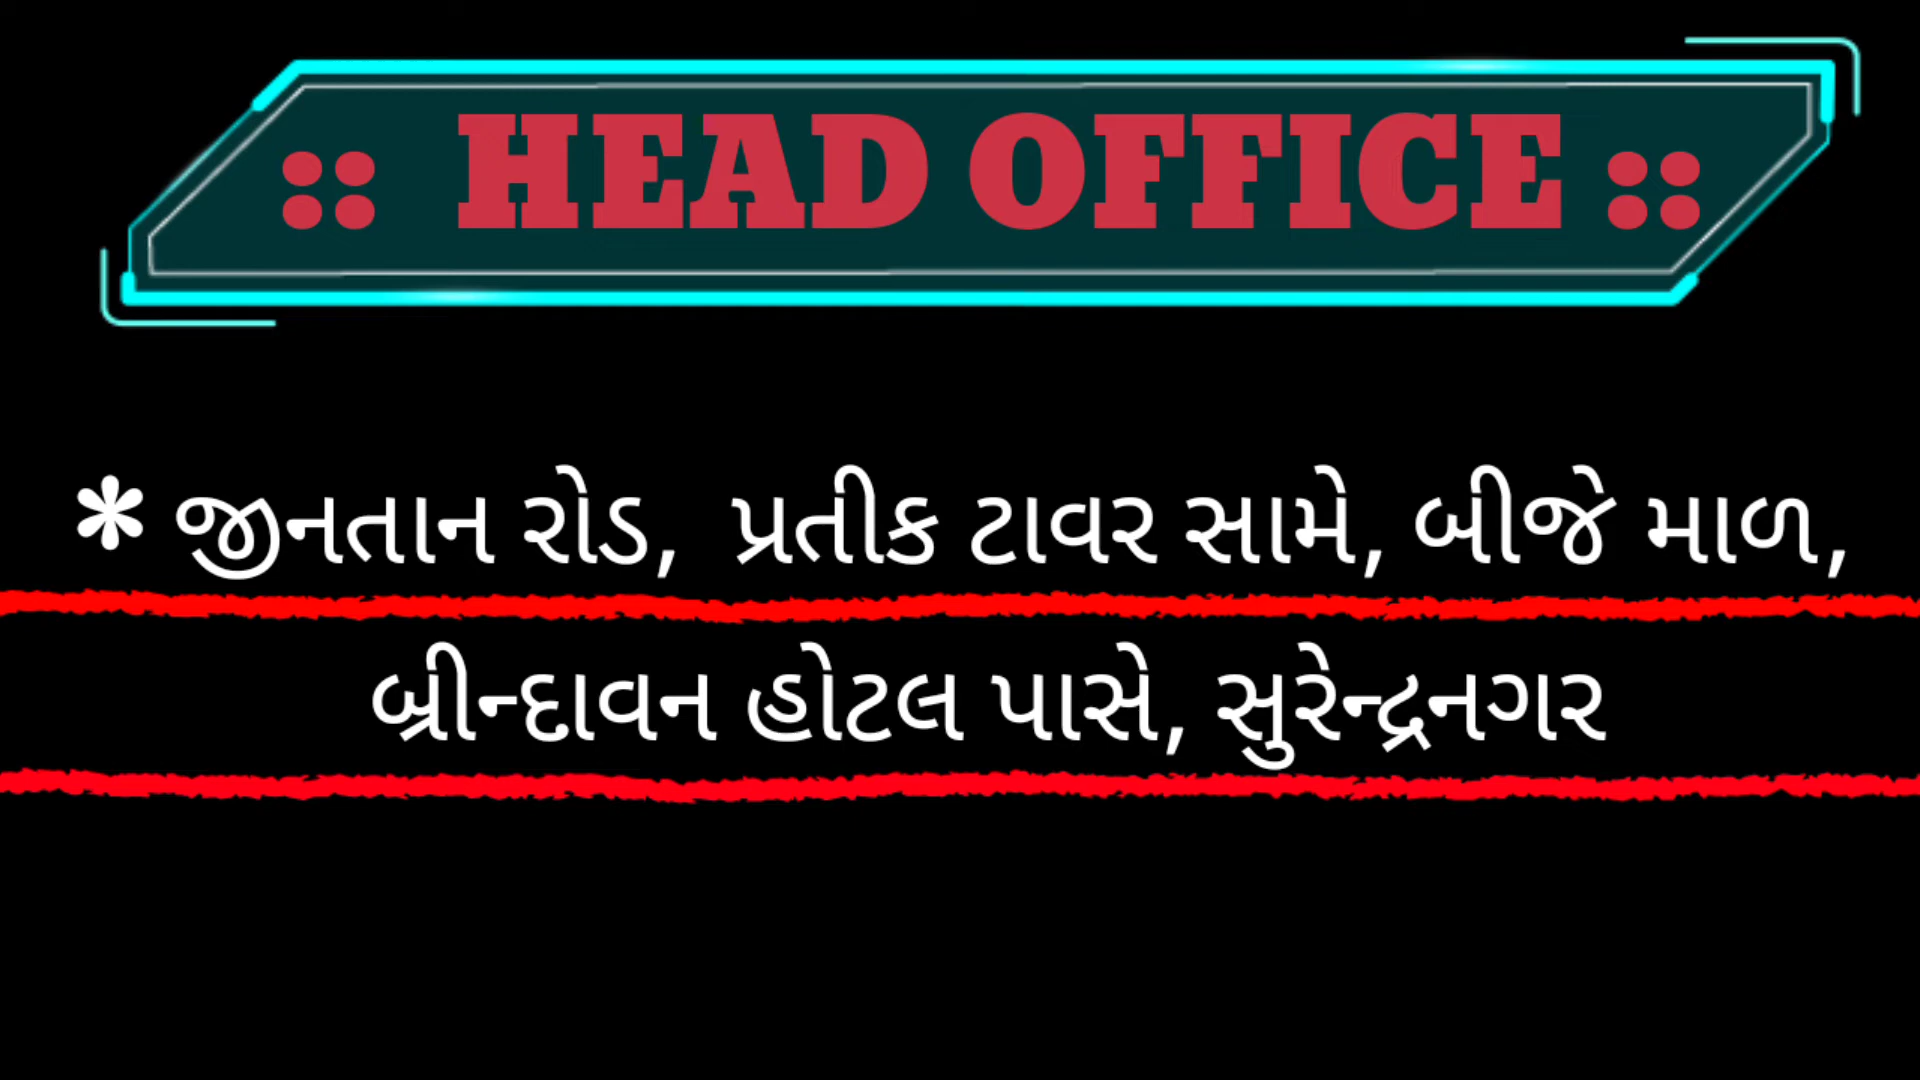 :: HEAD OFFICE ::
* જીનતાન રોડ, પ્રતીક ટાવર સામે, બીજે માળ,
બ્રીન્દાવન હોટલ પાસે, સુરેન્દ્રનગર